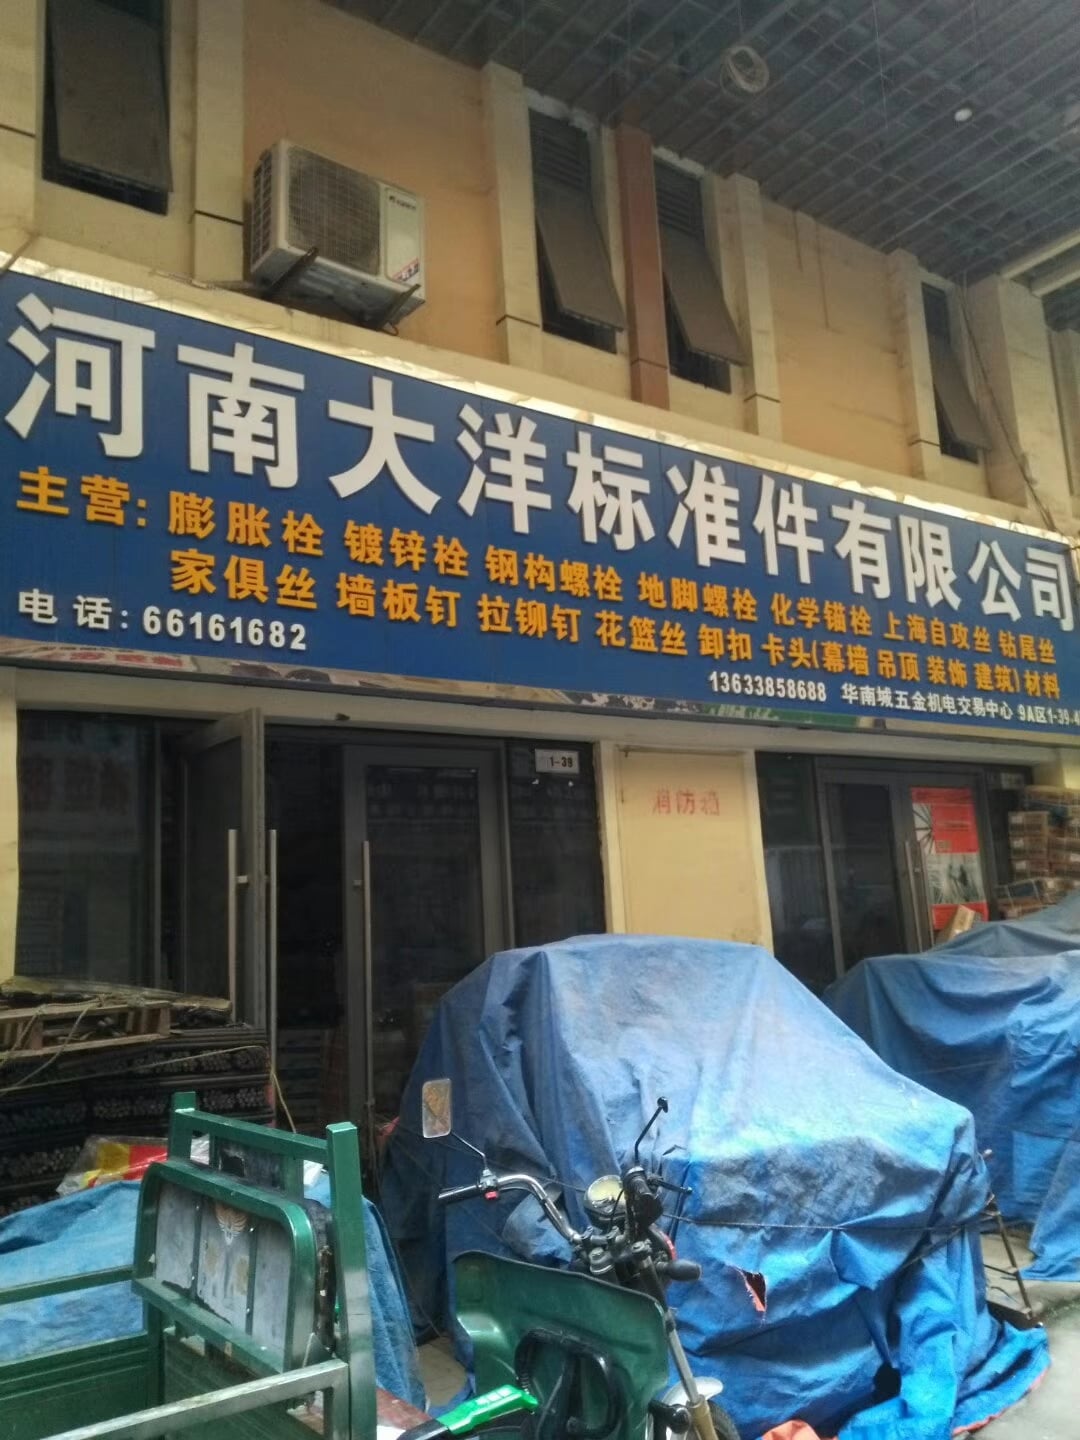 河南大洋标准件有限公司
主营: 膨胀栓 镀锌栓 钢构螺栓 地脚螺栓 化学锚栓 上海自攻丝 钻尾丝
家俱丝 墙板钉 拉铆钉 花篮丝 卸扣 卡头(幕墙 吊顶 装饰 建筑)材料
电话: 66161682
13633858688 华南城五金机电交易中心 9A区1-39-4
1-39
消防箱